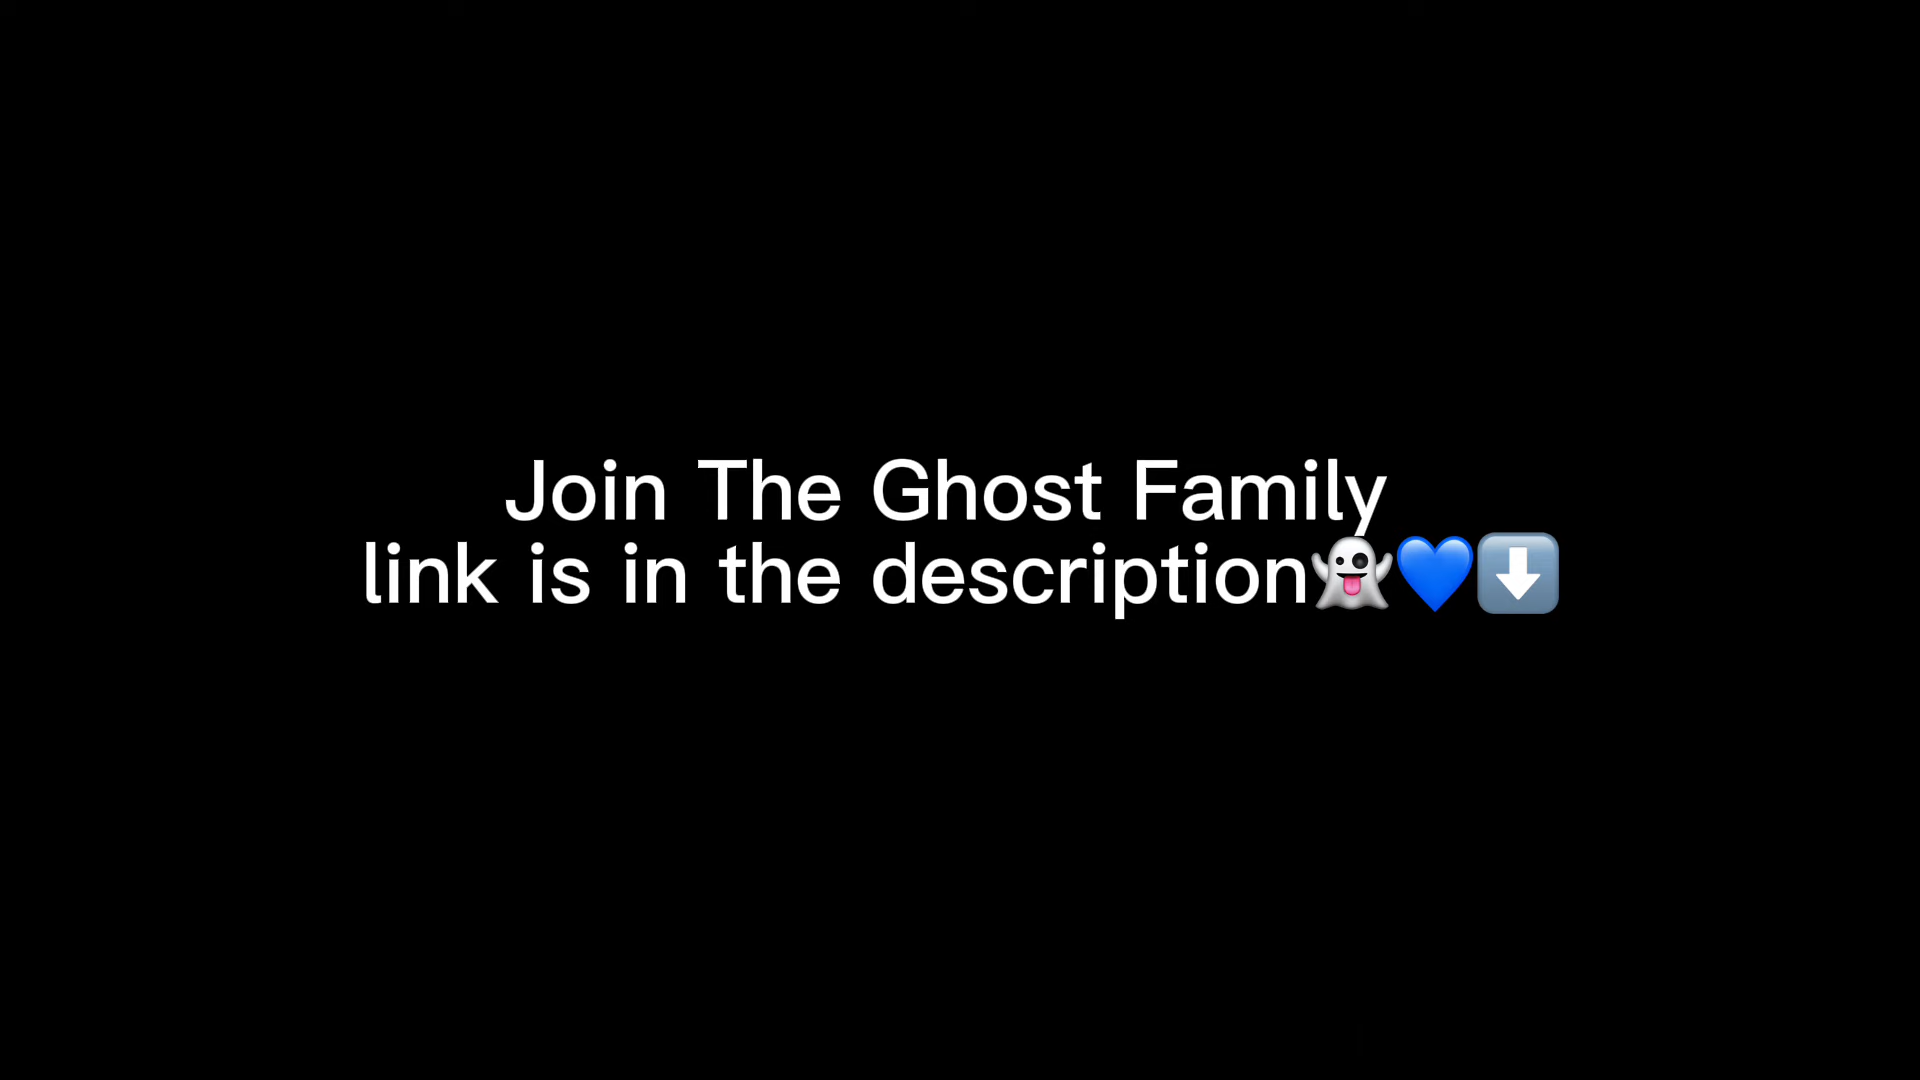 Join The Ghost Family
link is in the description👻💙⬇️